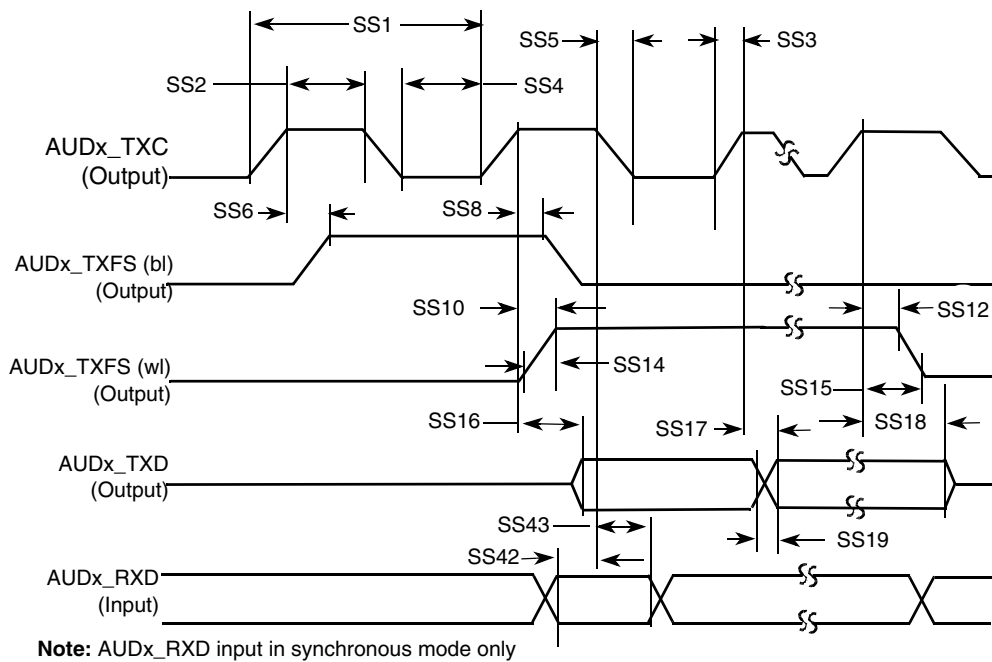 SS1
SS5
SS3
SS2
SS4
AUDx_TXC
(Output)
SS6
SS8
AUDx_TXFS (bl)
(Output)
SS10
SS12
AUDx_TXFS (wl)
(Output)
SS14
SS15
SS16
SS17
SS18
AUDx_TXD
(Output)
SS43
SS19
SS42
AUDx_RXD
(Input)
Note: AUDx_RXD input in synchronous mode only